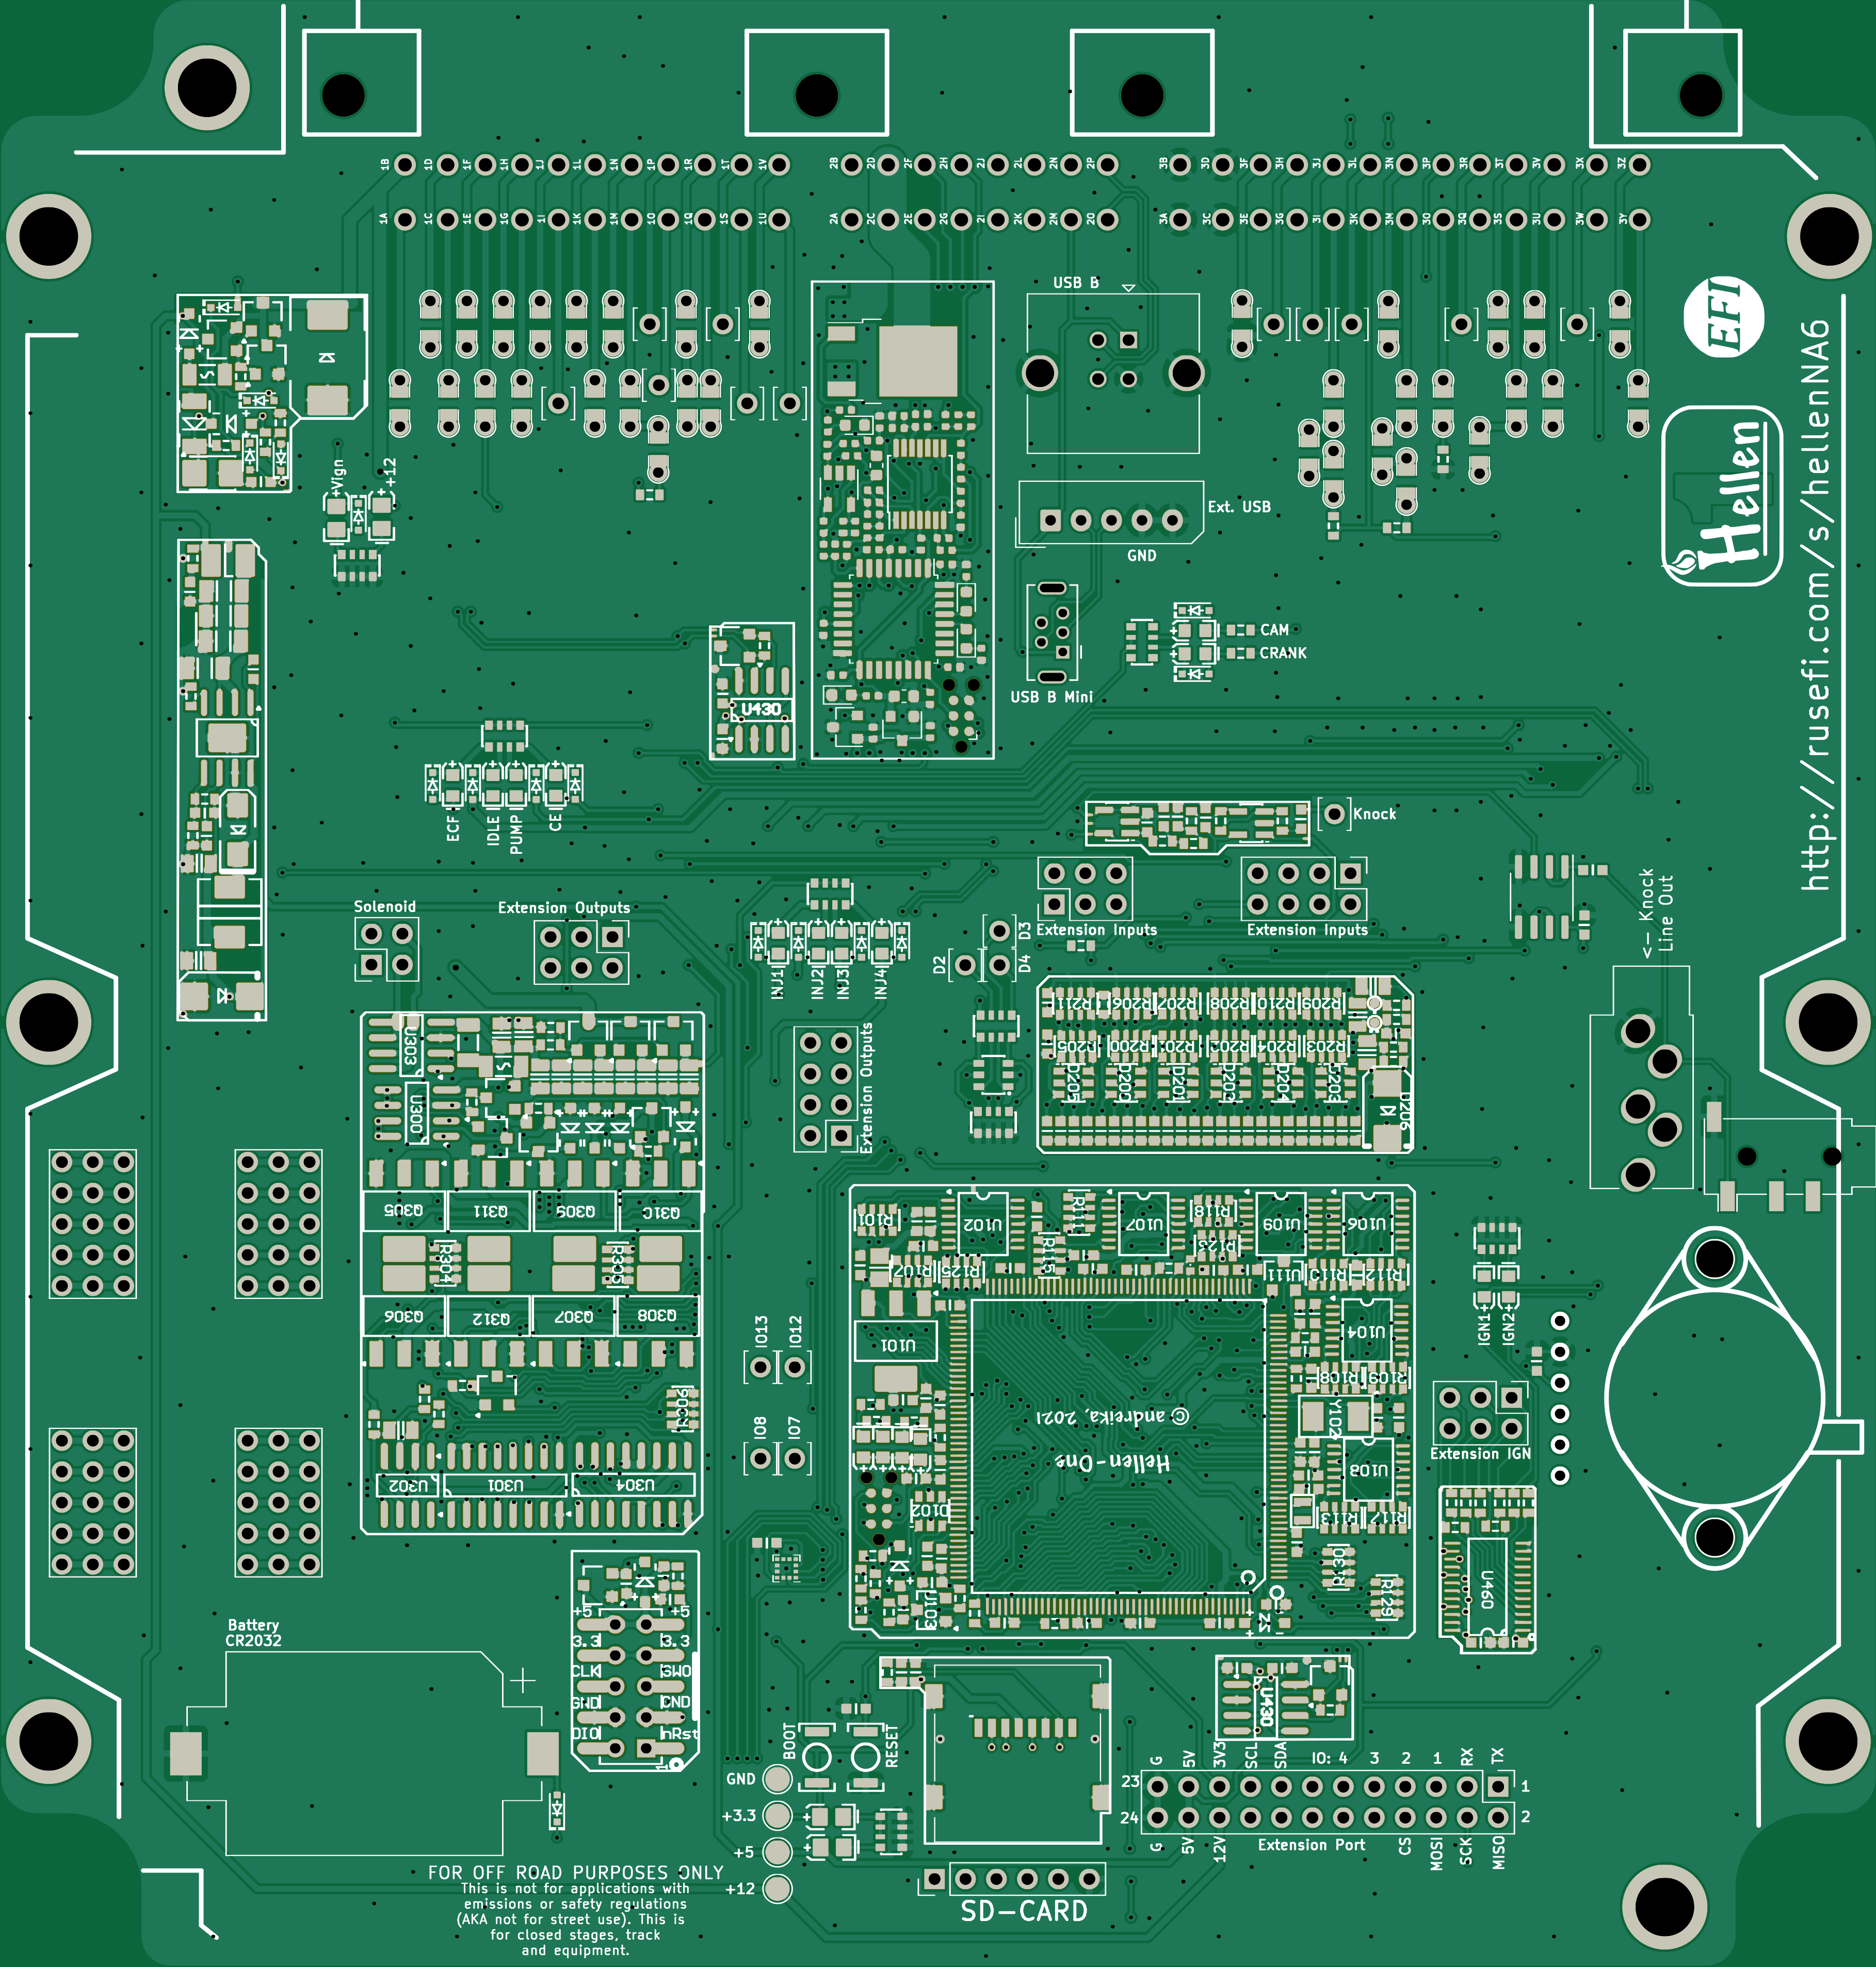 1B 1D 1F 1H 1J 1L 1N 1P 1R 1T 1V
2B 2D 2F 2H 2J 2L 2N 2P
3B 3D 3F 3H 3J 3L 3N 3P 3R 3T 3V 3X 3Z
1A 1C 1E 1G 1I 1K 1M 1O 1Q 1S 1U
2A 2C 2E 2G 2I 2K 2M 2O
3A 3C 3E 3G 3I 3K 3M 3O 3Q 3S 3U 3W 3Y
USB B
EFI
Hellen
http://rusefi.com/s/hellenNA6
+Vign
+12
Ext. USB
GND
CAM
CRANK
USB B Mini
U430
ECF
IDLE
PUMP
CE
Knock
<- Knock
Line Out
Solenoid
Extension Outputs
Extension Inputs
Extension Inputs
INJ1
INJ2
INJ3
INJ4
D3
D2
D4
R211 R206 R207 R208 R210 R209
R205 R200 R201 R202 R204 R203
D205 D200 D201 D202 D204 D203
U206
U303
U300
Extension Outputs
Q305 Q311 Q309 Q310
R304 R305
Q306 Q312 Q307 Q308
R306
U302 U301 U304
R101 U102 R111 U107 R118 U109 U106
R123
R107 R125 R115 U111 R110 R112
U101
U104
R108 R109
Y102
U108
R113 R117
D102
U103
R130
R129
© andreika, 2021
Hellen-One
IGN1
IGN2
Extension IGN
U460
IO13
IO12
IO8
IO7
Battery
CR2032
+5 +5
3.3 3.3
CLK SWO
GND GND
DIO nRst
1
BOOT
RESET
U430
GND
+3.3
+5
+12
SD-CARD
G 5V 3V3 SCL SDA IO: 4 3 2 1 RX TX
23 1
24 2
G 5V 12V Extension Port CS MOSI SCK MISO
FOR OFF ROAD PURPOSES ONLY
This is not for applications with
emissions or safety regulations
(AKA not for street use). This is
for closed stages, track
and equipment.